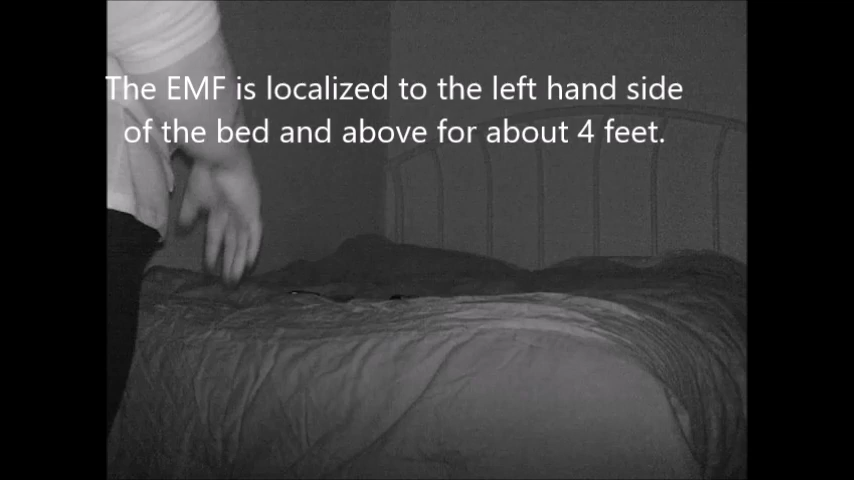 The EMF is localized to the left hand side
of the bed and above for about 4 feet.